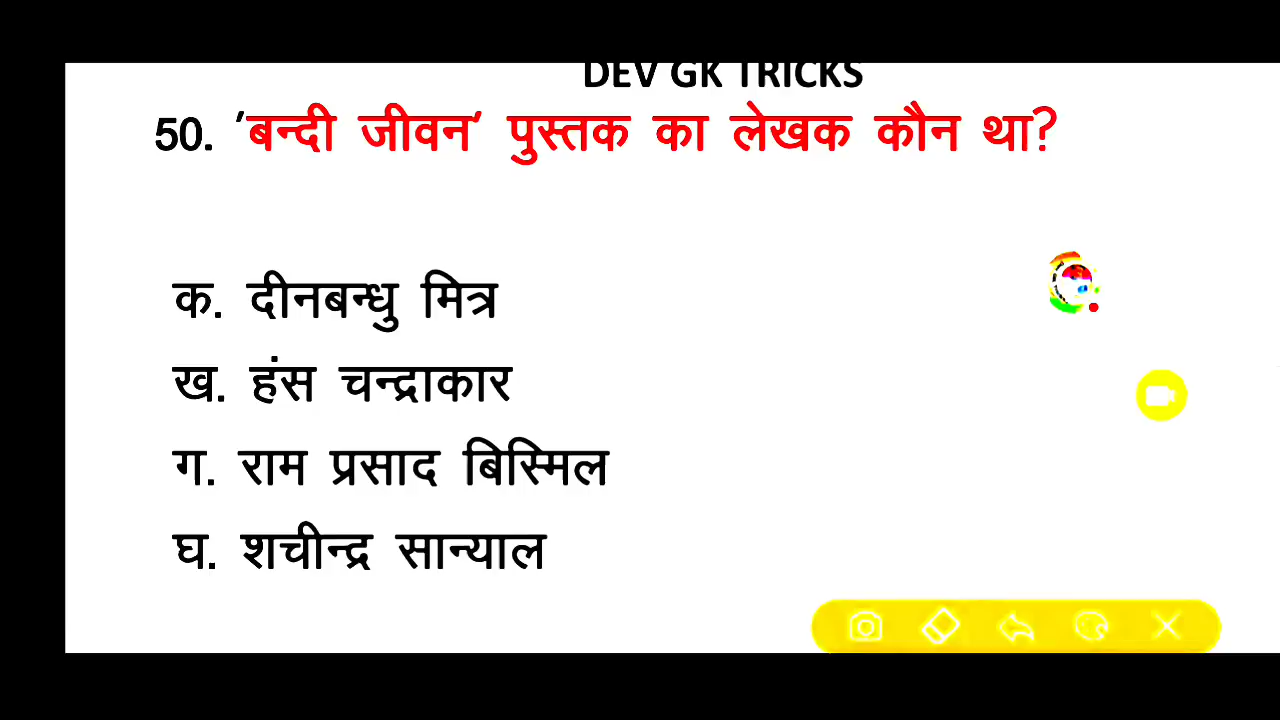 DEV GK TRICKS
50. 'बन्दी जीवन' पुस्तक का लेखक कौन था?
क. दीनबन्धु मित्र
ख. हंस चन्द्राकार
ग. राम प्रसाद बिस्मिल
घ. शचीन्द्र सान्याल